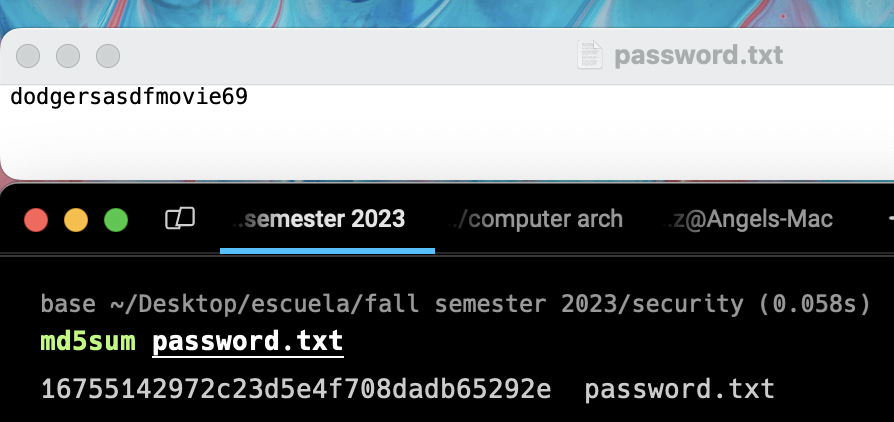 password.txt
dodgersasdfmovie69
..semester 2023 ../computer arch ..z@Angels-Mac
base ~/Desktop/escuela/fall semester 2023/security (0.058s)
md5sum password.txt
16755142972c23d5e4f708dadb65292e  password.txt